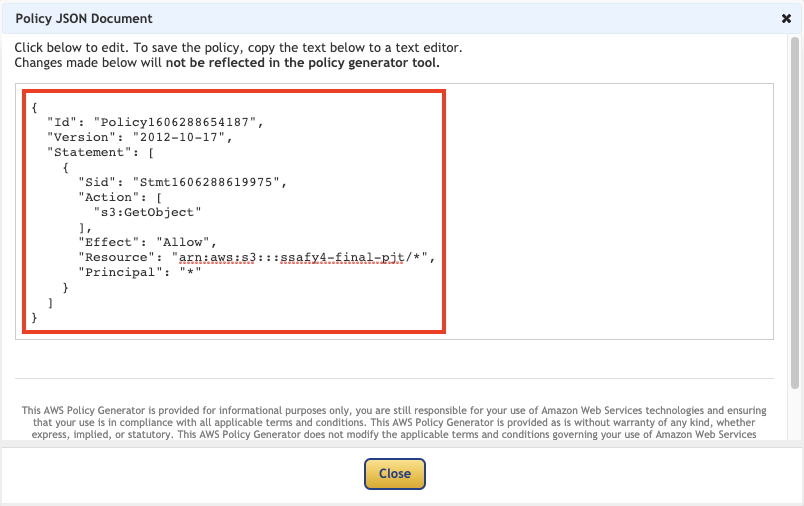 Policy JSON Document
Click below to edit. To save the policy, copy the text below to a text editor.
Changes made below will not be reflected in the policy generator tool.
{
  "Id": "Policy1606288654187",
  "Version": "2012-10-17",
  "Statement": [
    {
      "Sid": "Stmt1606288619975",
      "Action": [
        "s3:GetObject"
      ],
      "Effect": "Allow",
      "Resource": "arn:aws:s3:::ssafy4-final-pjt/*",
      "Principal": "*"
    }
  ]
}
This AWS Policy Generator is provided for informational purposes only, you are still responsible for your use of Amazon Web Services technologies and ensuring
that your use is in compliance with all applicable terms and conditions. This AWS Policy Generator is provided as is without warranty of any kind, whether
express, implied, or statutory. This AWS Policy Generator does not modify the applicable terms and conditions governing your use of Amazon Web Services
Close